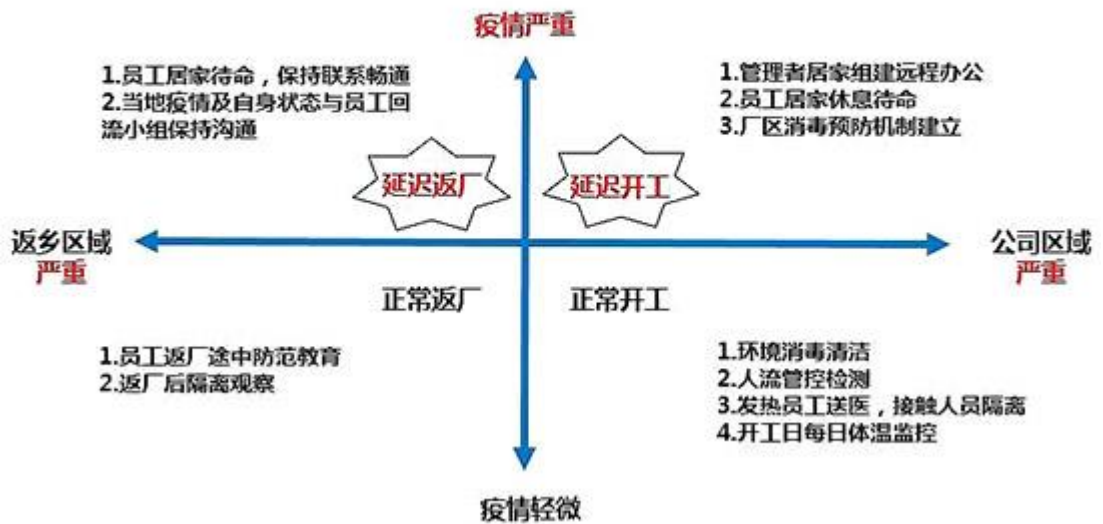 疫情严重
1.员工居家待命，保持联系畅通
2.当地疫情及自身状态与员工回
流小组保持沟通
1.管理者居家组建远程办公
2.员工居家休息待命
3.厂区消毒预防机制建立
延迟返厂
延迟开工
返乡区域
严重
公司区域
严重
正常返厂
正常开工
1.员工返厂途中防范教育
2.返厂后隔离观察
1.环境消毒清洁
2.人流管控检测
3.发热员工送医，接触人员隔离
4.开工日每日体温监控
疫情轻微